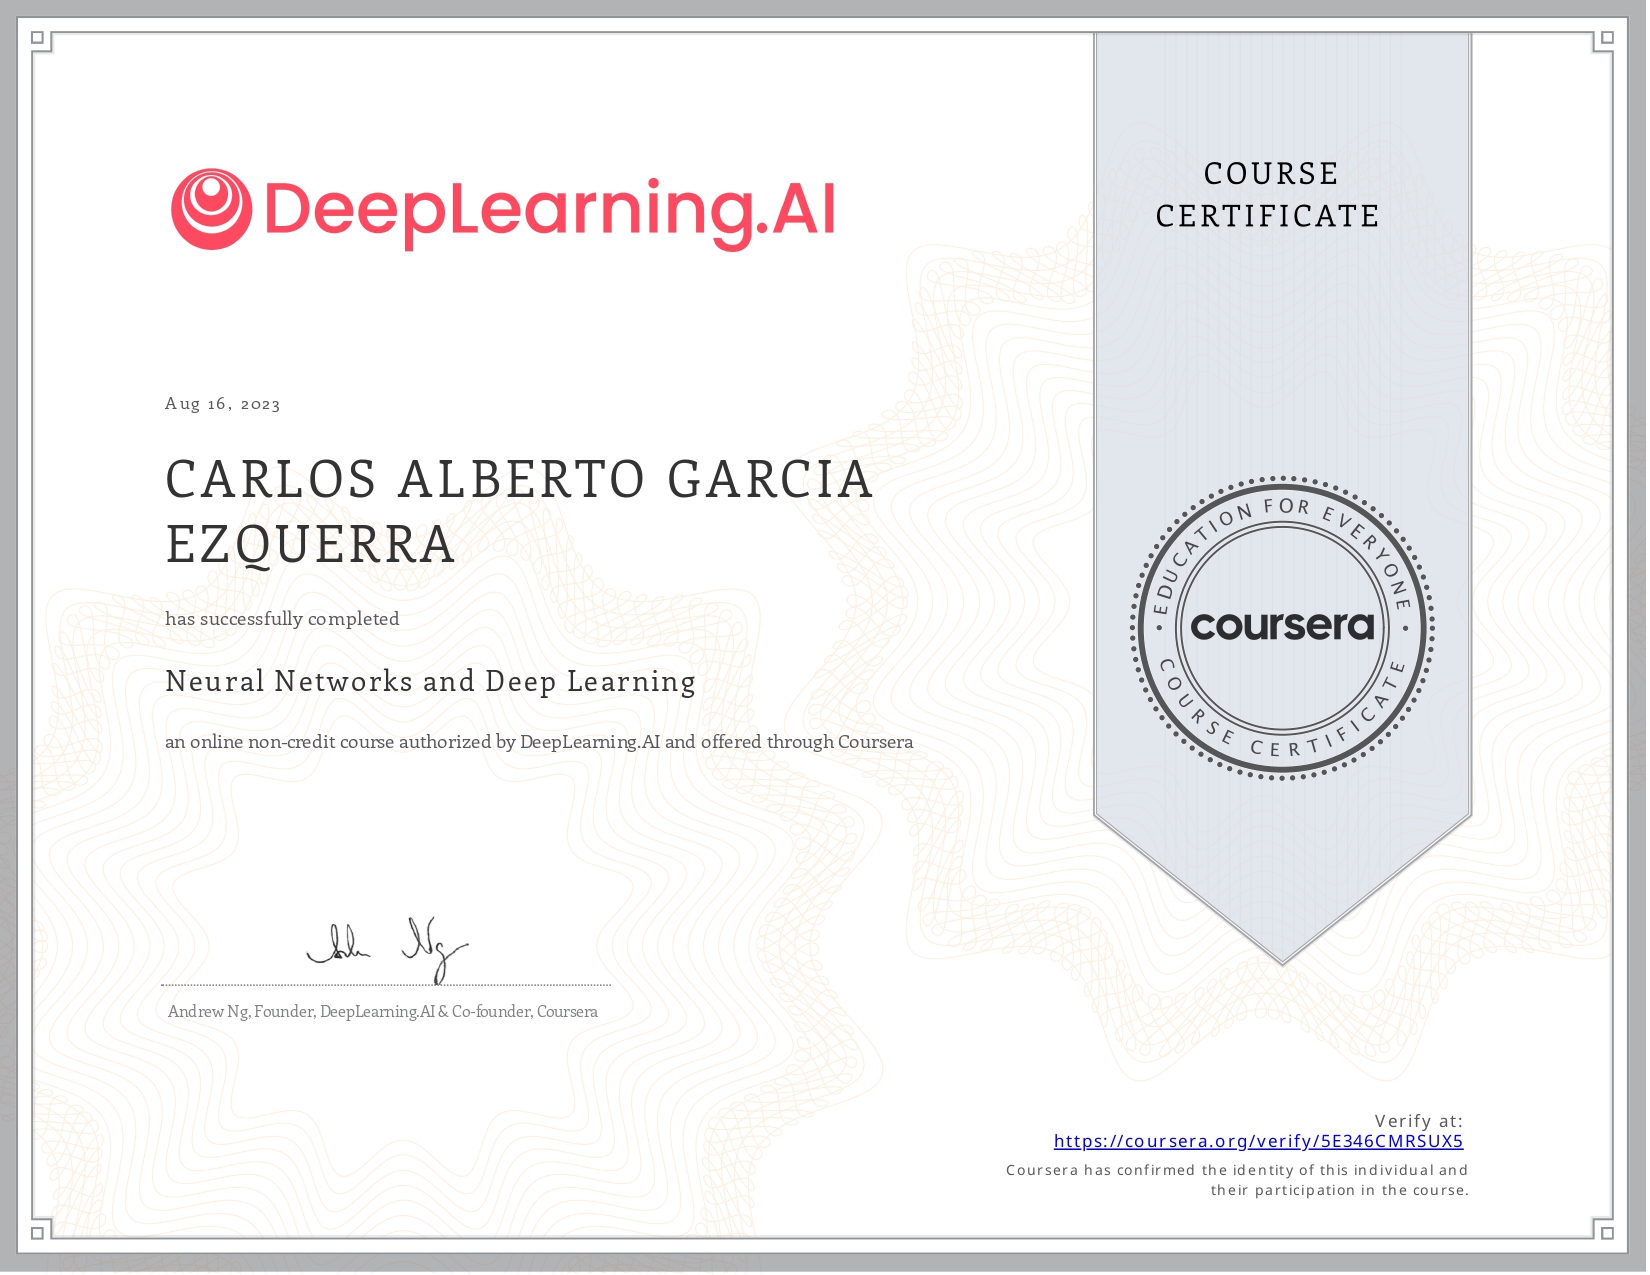 DeepLearning.AI
COURSE
CERTIFICATE
Aug 16, 2023
CARLOS ALBERTO GARCIA
EZQUERRA
has successfully completed
Neural Networks and Deep Learning
an online non-credit course authorized by DeepLearning.AI and offered through Coursera
EDUCATION FOR EVERYONE
coursera
COURSE CERTIFICATE
Andrew Ng, Founder, DeepLearning.AI & Co-founder, Coursera
Verify at:
https://coursera.org/verify/5E346CMRSUX5
Coursera has confirmed the identity of this individual and
their participation in the course.